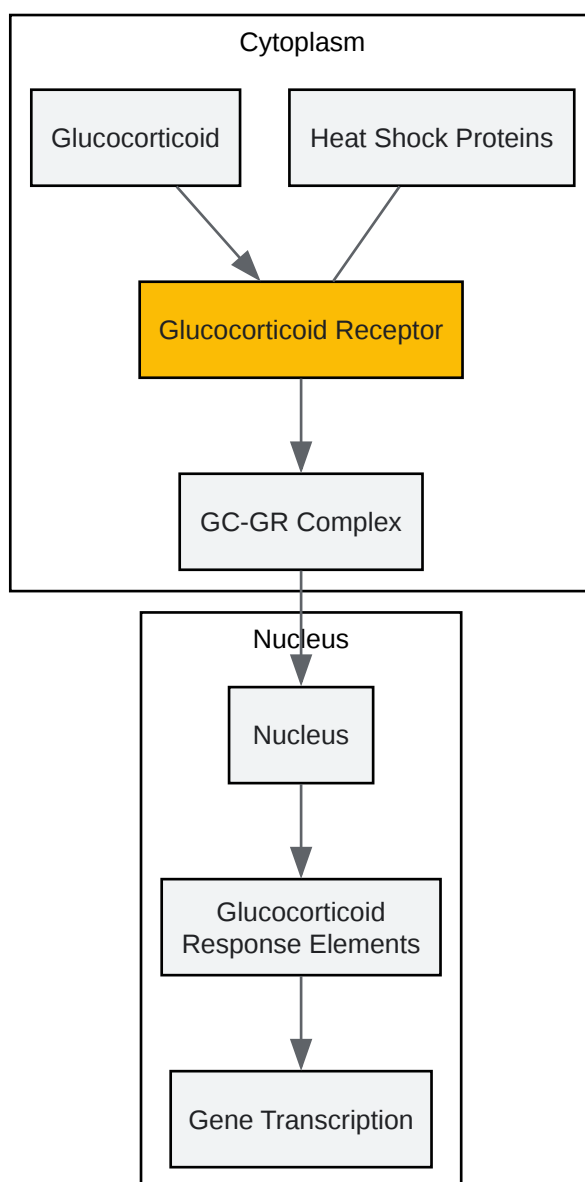 Cytoplasm
Glucocorticoid
Heat Shock Proteins
Glucocorticoid Receptor
GC-GR Complex
Nucleus
Nucleus
Glucocorticoid
Response Elements
Gene Transcription